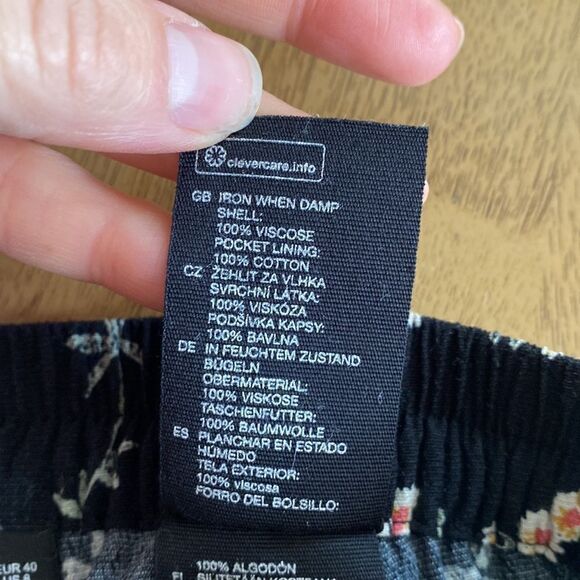 clevercare.info
GB IRON WHEN DAMP
SHELL:
100% VISCOSE
POCKET LINING:
100% COTTON
CZ ŽEHLIT ZA VLHKA
SVRCHNÍ LÁTKA:
100% VISKÓZA
PODŠÍVKA KAPSY:
100% BAVLNA
DE IN FEUCHTEM ZUSTAND
BÜGELN
OBERMATERIAL:
100% VISKOSE
TASCHENFUTTER:
100% BAUMWOLLE
ES PLANCHAR EN ESTADO
HÚMEDO
TELA EXTERIOR:
100% viscosa
FORRO DEL BOLSILLO:
100% ALGODÓN
EUR 40